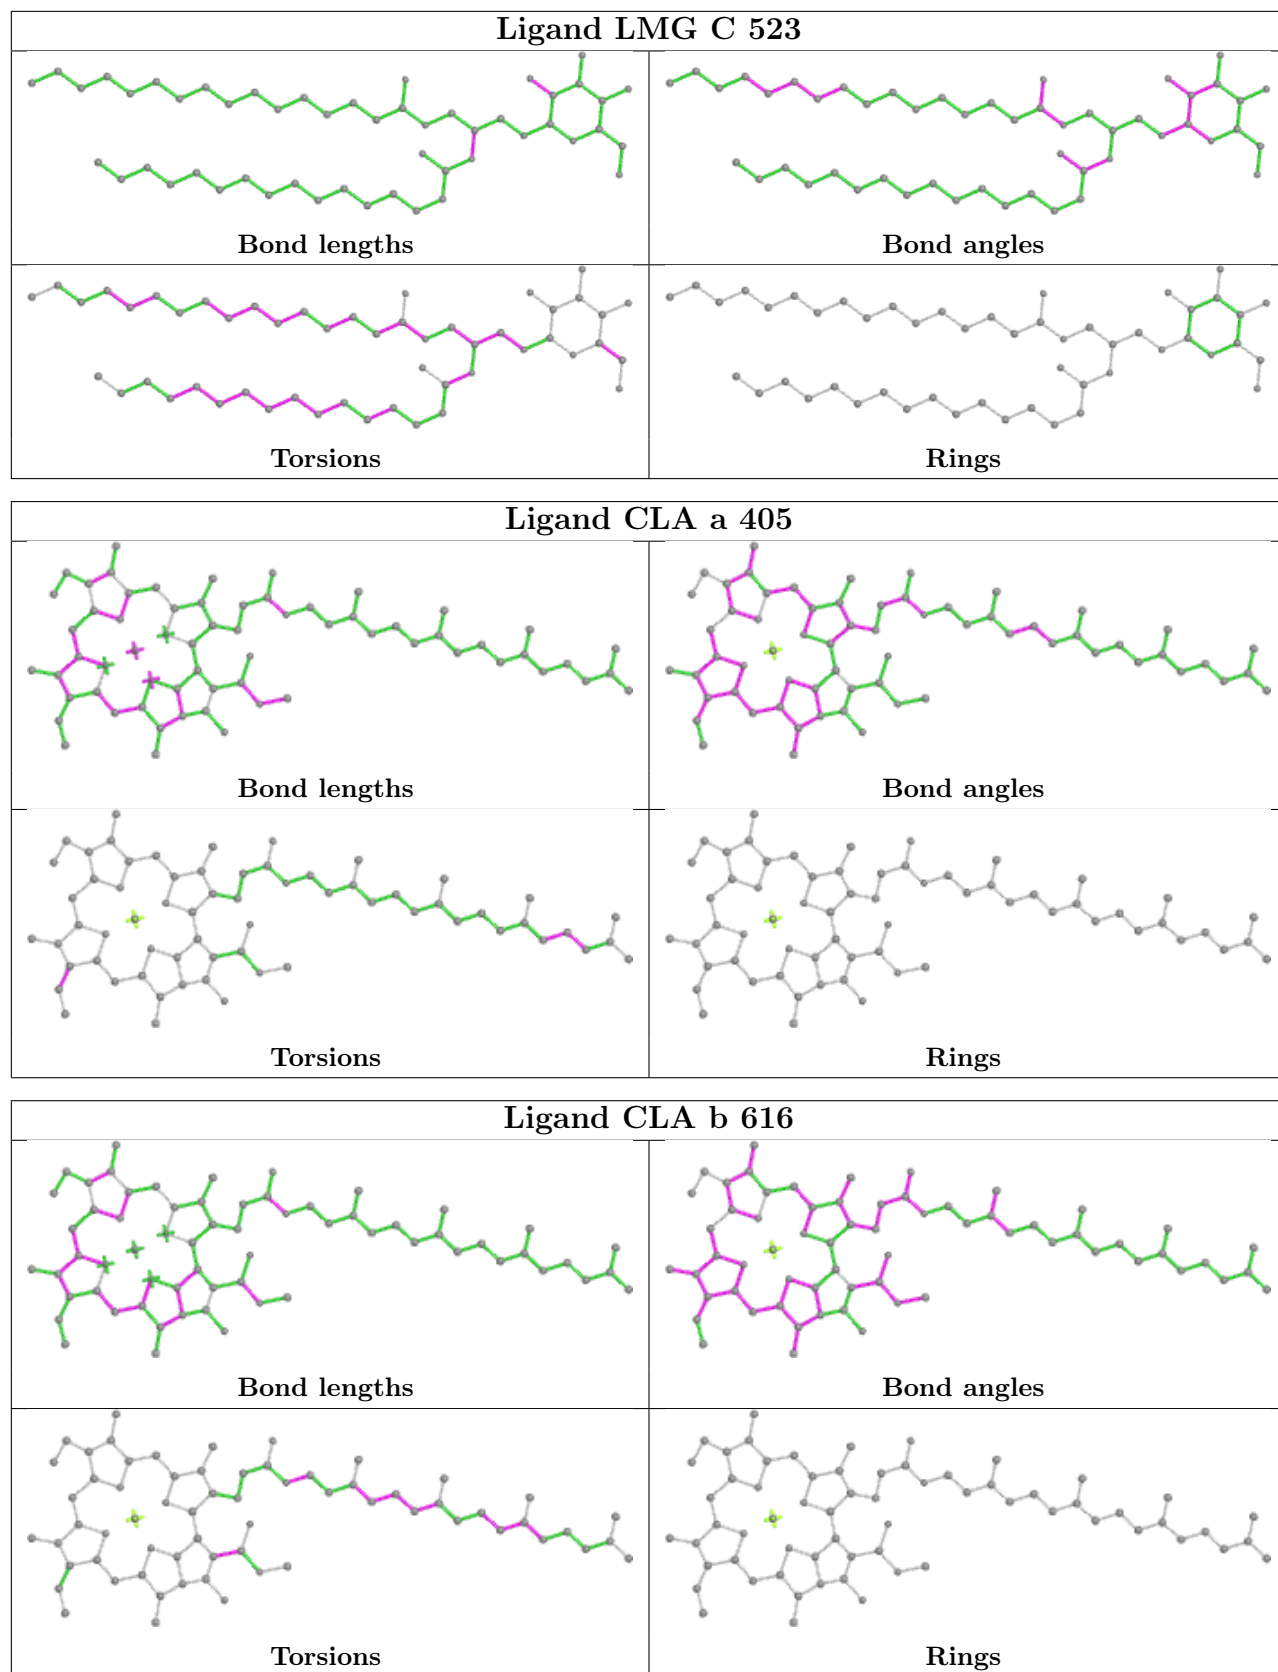 Ligand LMG C 523
Bond lengths
Bond angles
Torsions
Rings
Ligand CLA a 405
Bond lengths
Bond angles
Torsions
Rings
Ligand CLA b 616
Bond lengths
Bond angles
Torsions
Rings